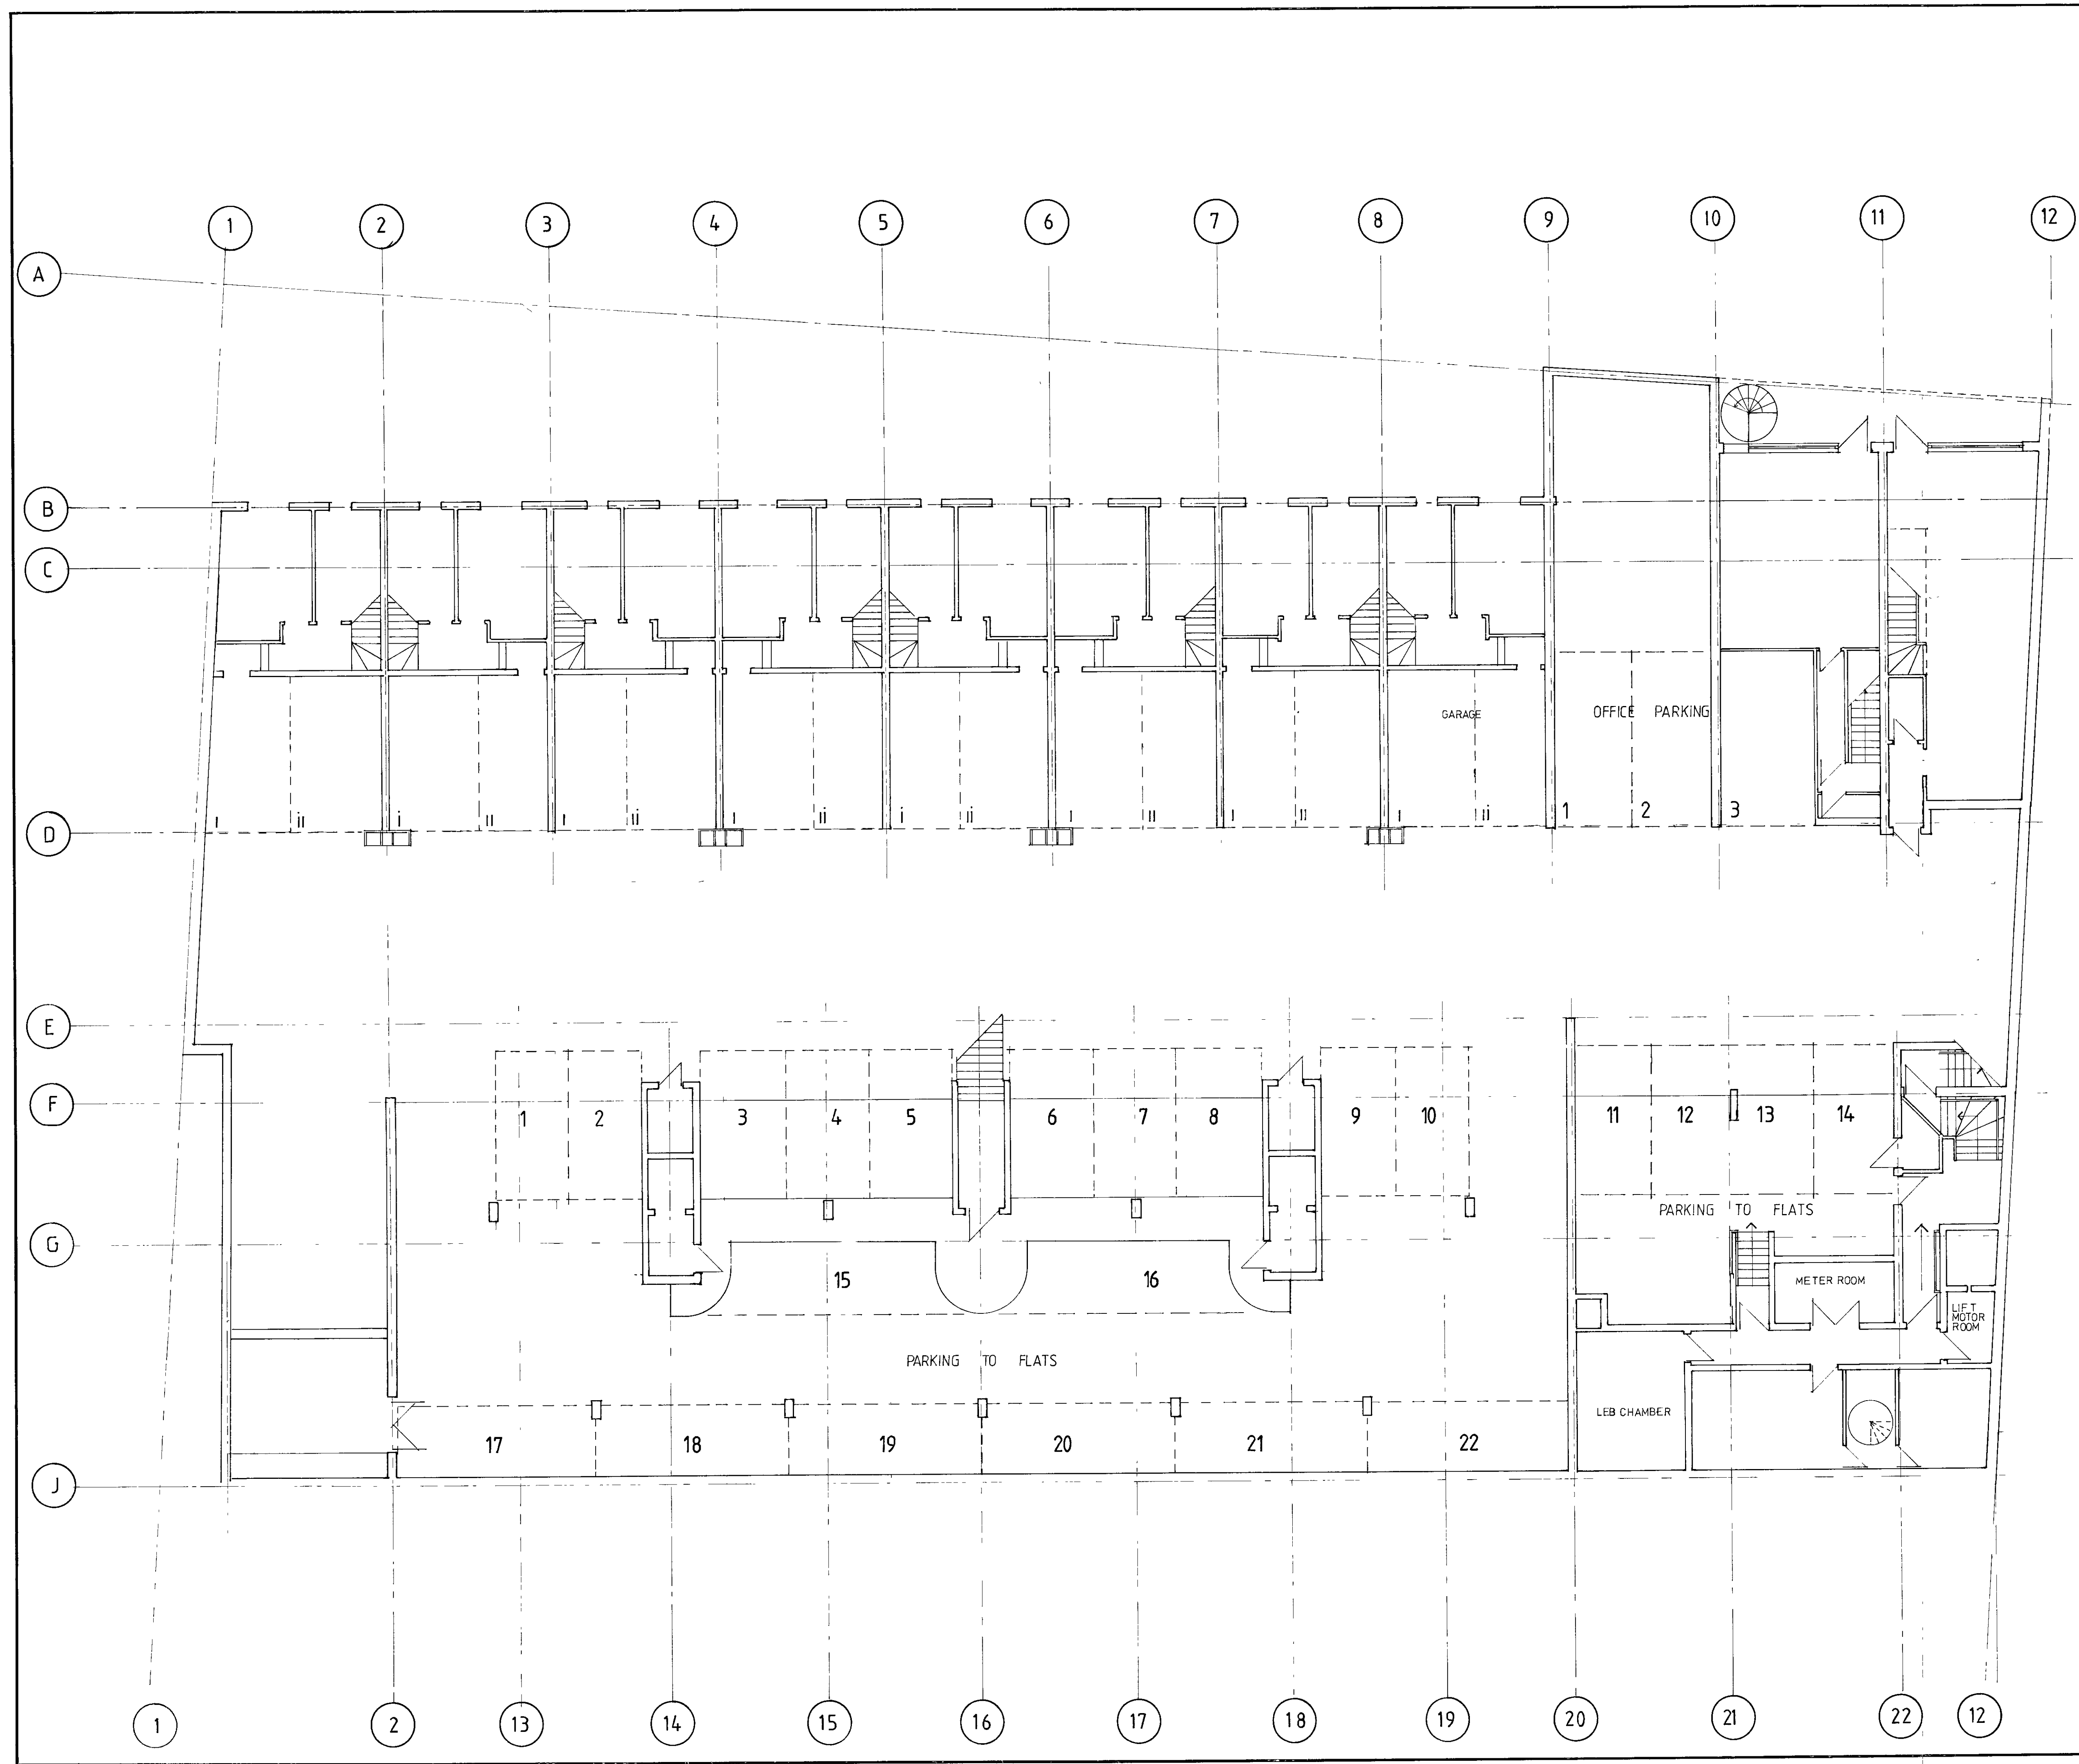 1 2 3 4 5 6 7 8 9 10 11 12
A
B
C
GARAGE OFFICE PARKING
I ii i II I ii I ii i ii I II I II I ii 1 2 3
D
E
F
1 2 3 4 5 6 7 8 9 10 11 12 13 14
PARKING TO FLATS
G
15 16 METER ROOM
LIFT
MOTOR
ROOM
PARKING TO FLATS
LEB CHAMBER
17 18 19 20 21 22
J
1 2 13 14 15 16 17 18 19 20 21 22 12